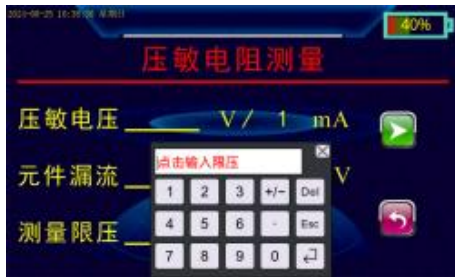 40%
压敏电阻测量
压敏电压 V/ 1 mA
元件漏流 V
点击输入限压
1 2 3 +/- Del
测量限压
4 5 6 . Esc
7 8 9 0